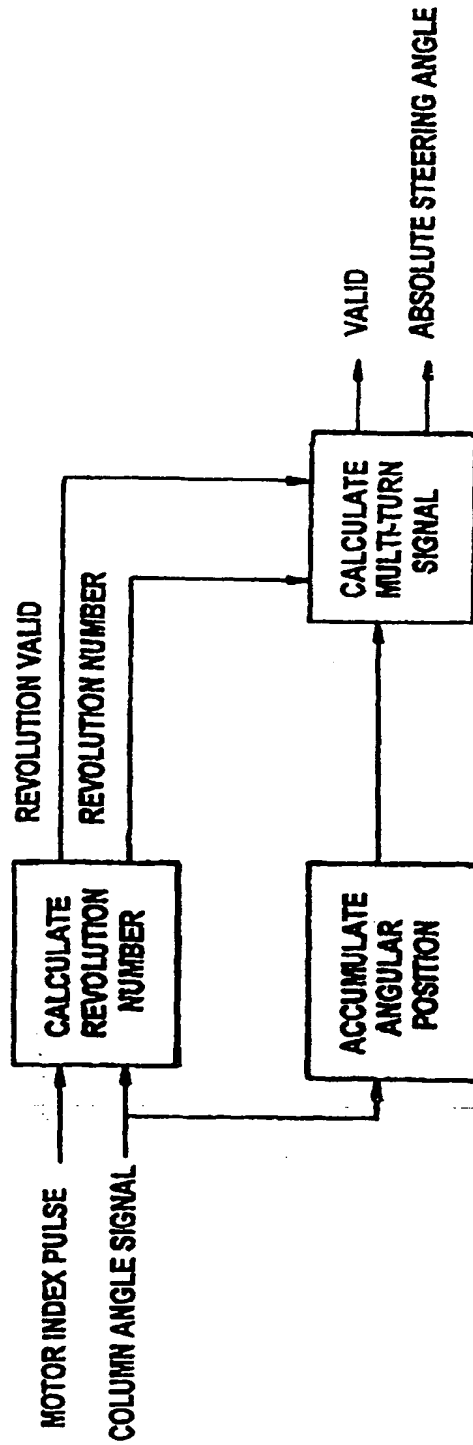 MOTOR INDEX PULSE
COLUMN ANGLE SIGNAL
CALCULATE
REVOLUTION
NUMBER
REVOLUTION VALID
REVOLUTION NUMBER
ACCUMULATE
ANGULAR
POSITION
CALCULATE
MULTI-TURN
SIGNAL
VALID
ABSOLUTE STEERING ANGLE